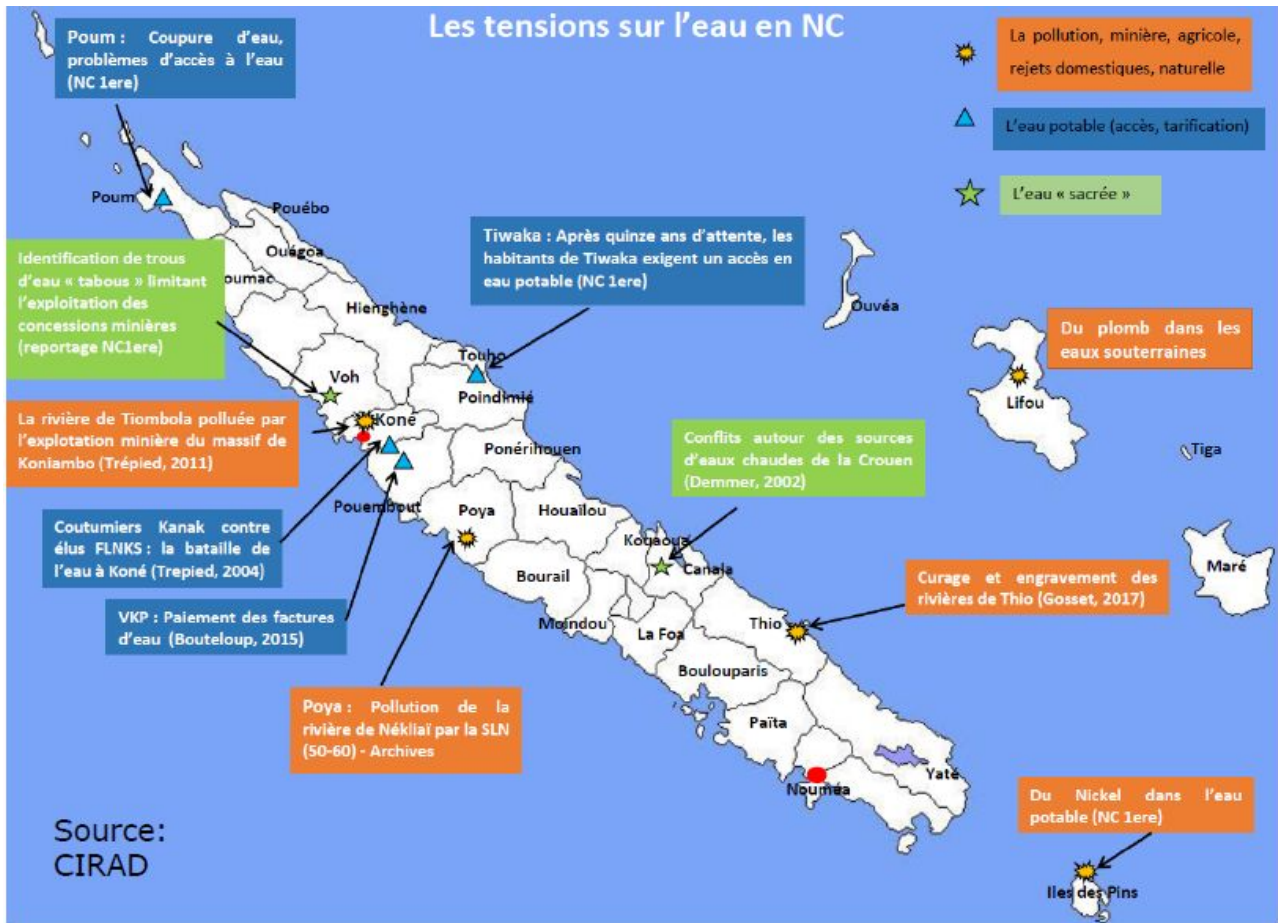 Les tensions sur l'eau en NC
Poum : Coupure d'eau,
problèmes d'accès à l'eau
(NC 1ere)
La pollution, minière, agricole,
rejets domestiques, naturelle
L'eau potable (accès, tarification)
L'eau « sacrée »
Poum
Pouébo
Ouégoa
oumac
Hienghène
Tiwaka : Après quinze ans d'attente, les
habitants de Tiwaka exigent un accès en
eau potable (NC 1ere)
Identification de trous
d'eau « tabous » limitant
l'exploitation des
concessions minières
(reportage NC1ere)
Ouvéa
Du plomb dans les
eaux souterraines
Touho
Voh
Poindimié
Lifou
La rivière de Tiombola polluée par
l'explotation minière du massif de
Koniambo (Trépied, 2011)
Koné
Ponérihouen
Conflits autour des sources
d'eaux chaudes de la Crouen
(Demmer, 2002)
Tiga
Pouembout
Poya
Houaïlou
Coutumiers Kanak contre
élus FLNKS : la bataille de
l'eau à Koné (Trepied, 2004)
Kouaoua
Canala
Bourail
Maré
Curage et engravement des
rivières de Thio (Gosset, 2017)
VKP : Paiement des factures
d'eau (Bouteloup, 2015)
Moindou
La Foa
Thio
Boulouparis
Poya : Pollution de la
rivière de Nékliaï par la SLN
(50-60) - Archives
Païta
Yaté
Nouméa
Du Nickel dans l'eau
potable (NC 1ere)
Iles des Pins
Source:
CIRAD